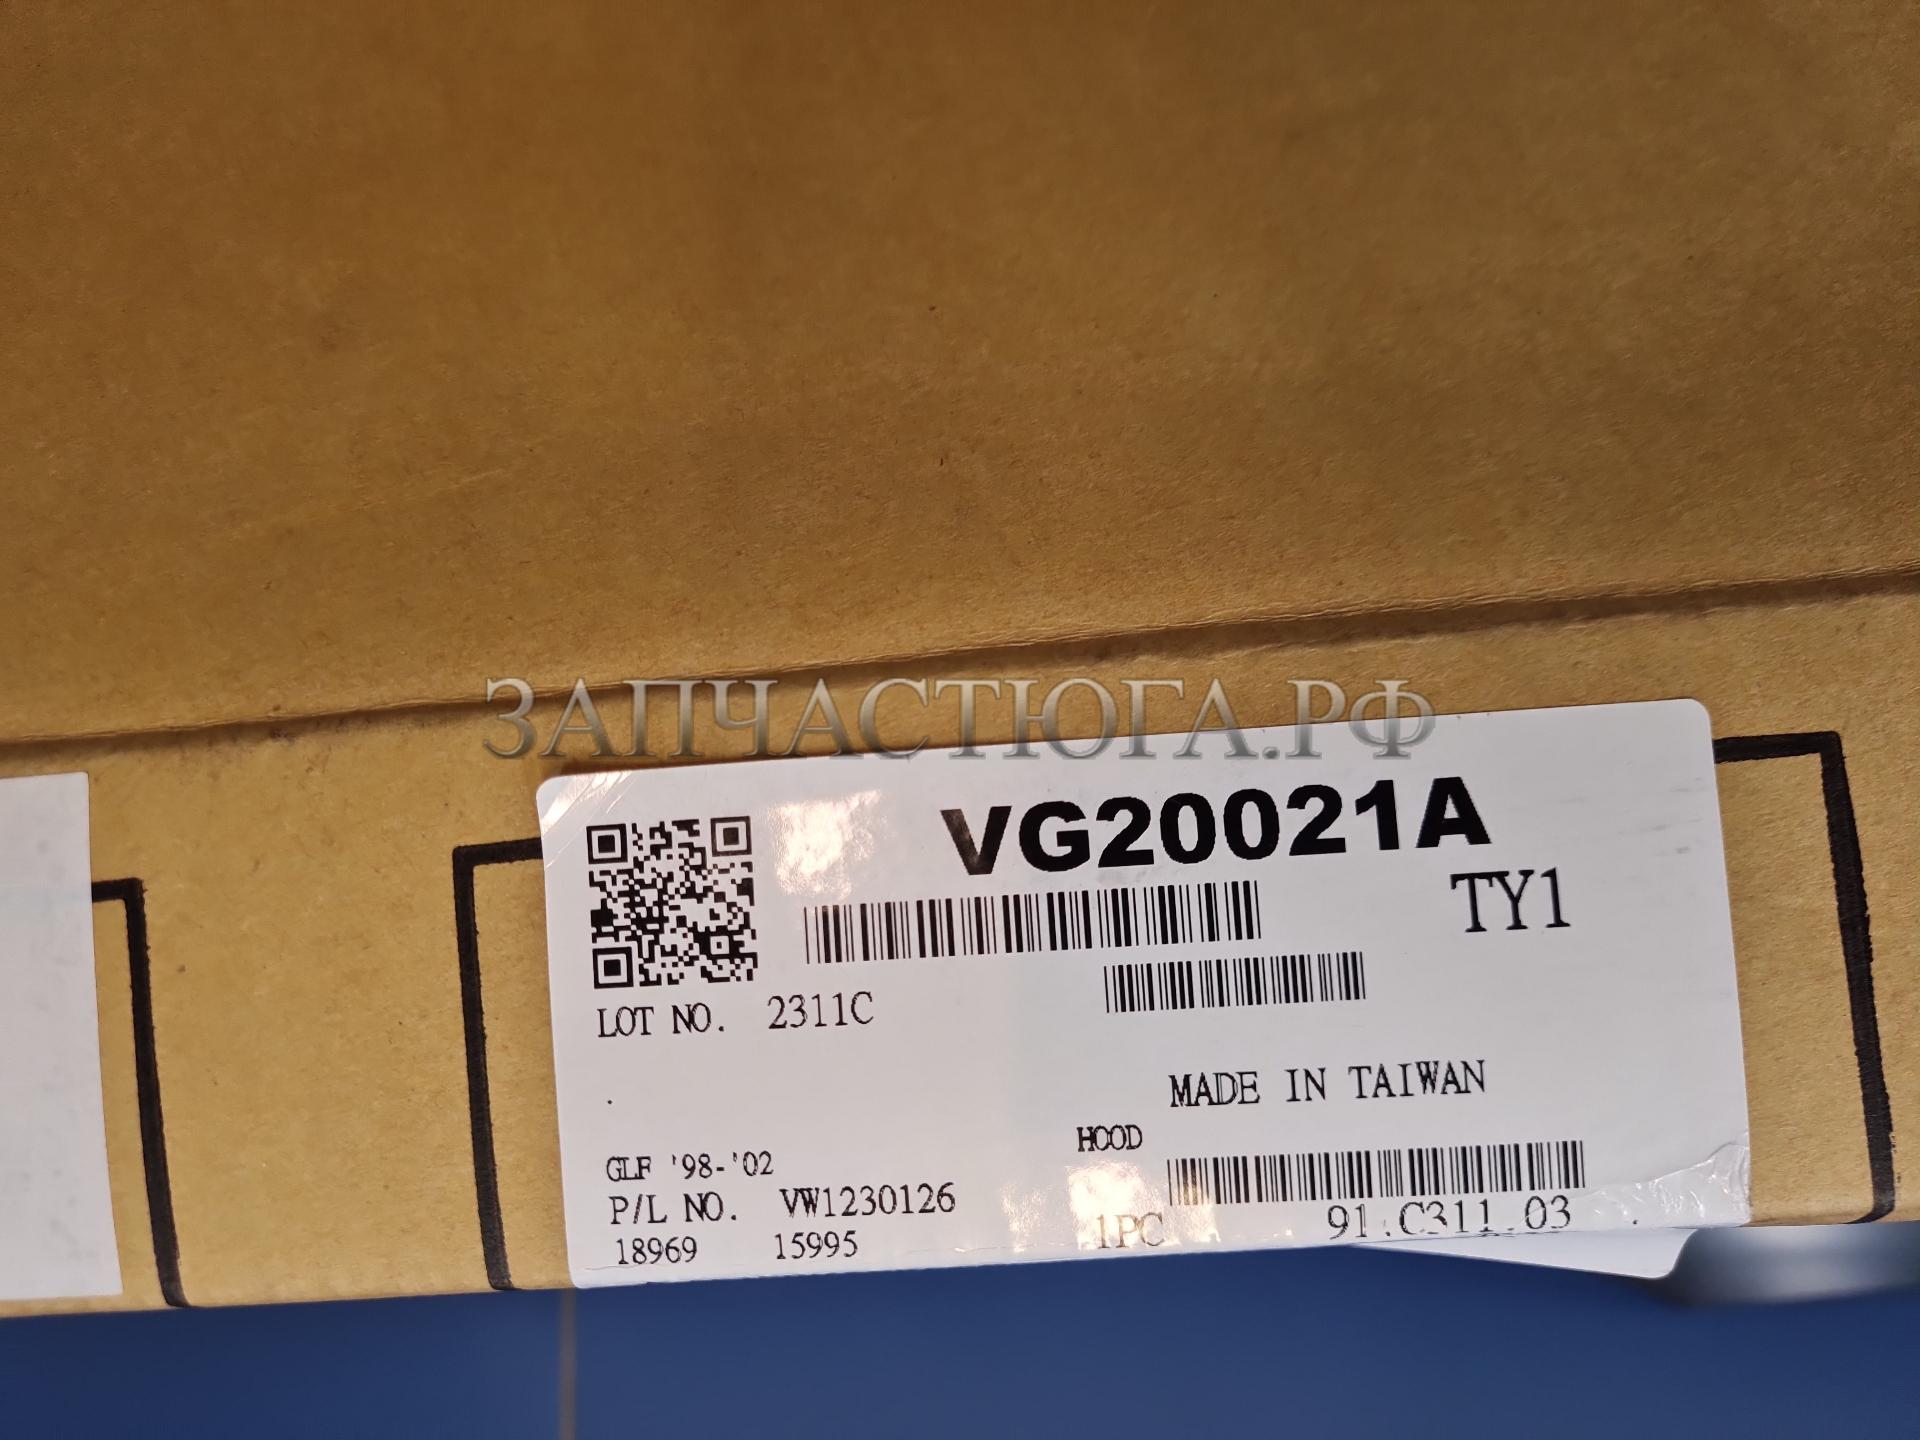 ЗАПЧАСТЮГА.РФ
VG20021A
TY1
LOT NO. 2311C
MADE IN TAIWAN
.
HOOD
GLF '98-'02
P/L NO. VW1230126
18969 15995
1PC
91.C311.03 .